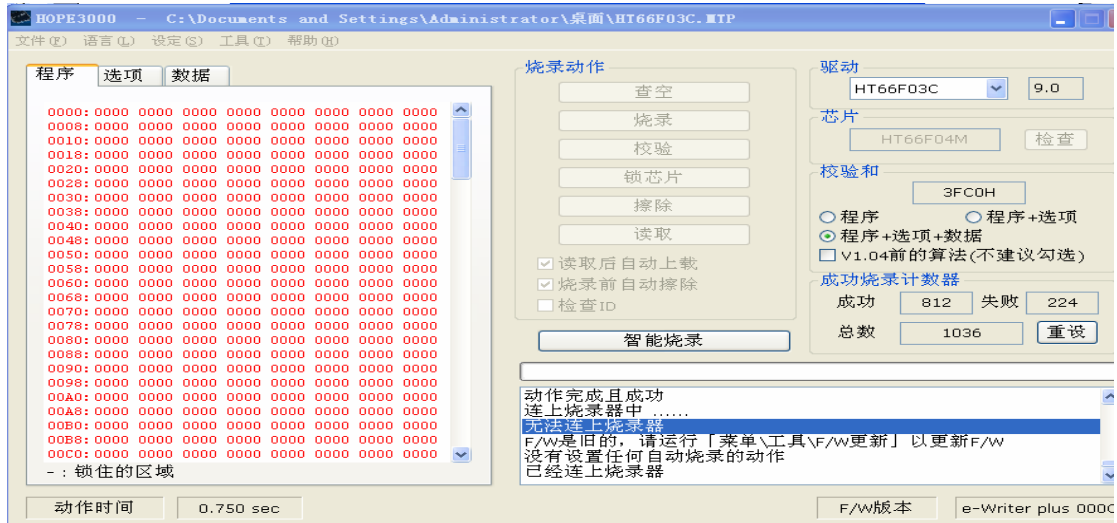 HOPE3000 - C:\Documents and Settings\Administrator\桌面\HT66F03C.MTP
文件(F) 语言(L) 设定(S) 工具(T) 帮助(H)
程序 选项 数据
0000: 0000 0000 0000 0000 0000 0000 0000 0000
0008: 0000 0000 0000 0000 0000 0000 0000 0000
0010: 0000 0000 0000 0000 0000 0000 0000 0000
0018: 0000 0000 0000 0000 0000 0000 0000 0000
0020: 0000 0000 0000 0000 0000 0000 0000 0000
0028: 0000 0000 0000 0000 0000 0000 0000 0000
0030: 0000 0000 0000 0000 0000 0000 0000 0000
0038: 0000 0000 0000 0000 0000 0000 0000 0000
0040: 0000 0000 0000 0000 0000 0000 0000 0000
0048: 0000 0000 0000 0000 0000 0000 0000 0000
0050: 0000 0000 0000 0000 0000 0000 0000 0000
0058: 0000 0000 0000 0000 0000 0000 0000 0000
0060: 0000 0000 0000 0000 0000 0000 0000 0000
0068: 0000 0000 0000 0000 0000 0000 0000 0000
0070: 0000 0000 0000 0000 0000 0000 0000 0000
0078: 0000 0000 0000 0000 0000 0000 0000 0000
0080: 0000 0000 0000 0000 0000 0000 0000 0000
0088: 0000 0000 0000 0000 0000 0000 0000 0000
0090: 0000 0000 0000 0000 0000 0000 0000 0000
0098: 0000 0000 0000 0000 0000 0000 0000 0000
00A0: 0000 0000 0000 0000 0000 0000 0000 0000
00A8: 0000 0000 0000 0000 0000 0000 0000 0000
00B0: 0000 0000 0000 0000 0000 0000 0000 0000
00B8: 0000 0000 0000 0000 0000 0000 0000 0000
00C0: 0000 0000 0000 0000 0000 0000 0000 0000
- : 锁住的区域
动作时间 0.750 sec
烧录动作
查空
烧录
校验
锁芯片
擦除
读取
读取后自动上载
烧录前自动擦除
检查ID
智能烧录
驱动
HT66F03C 9.0
芯片
HT66F04M 检查
校验和
3FC0H
程序 程序+选项
程序+选项+数据
V1.04前的算法(不建议勾选)
成功烧录计数器
成功 812 失败 224
总数 1036 重设
动作完成且成功
连上烧录器中 ......
无法连上烧录器
F/W是旧的, 请运行「菜单\工具\F/W更新」以更新F/W
没有设置任何自动烧录的动作
已经连上烧录器
F/W版本 e-Writer plus